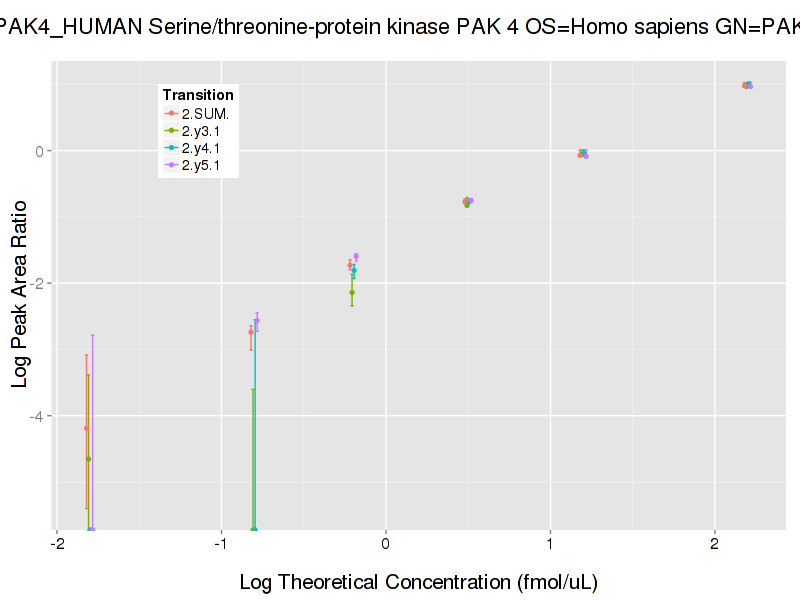 PAK4_HUMAN Serine/threonine-protein kinase PAK 4 OS=Homo sapiens GN=PAK
Transition
2.SUM.
2.y3.1
2.y4.1
2.y5.1
Log Peak Area Ratio
0
-2
-4
-2
-1
0
1
2
Log Theoretical Concentration (fmol/uL)